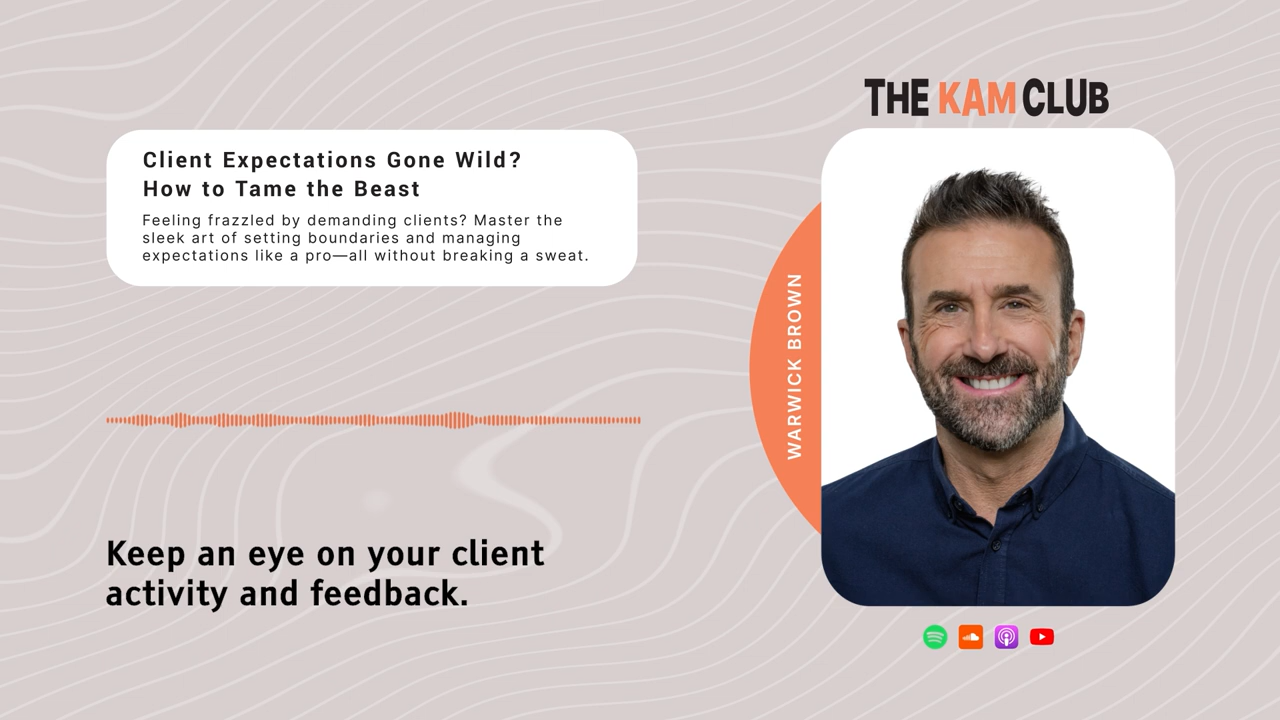 THE KAM CLUB
Client Expectations Gone Wild?
How to Tame the Beast
Feeling frazzled by demanding clients? Master the
sleek art of setting boundaries and managing
expectations like a pro—all without breaking a sweat.
WARWICK BROWN
Keep an eye on your client
activity and feedback.